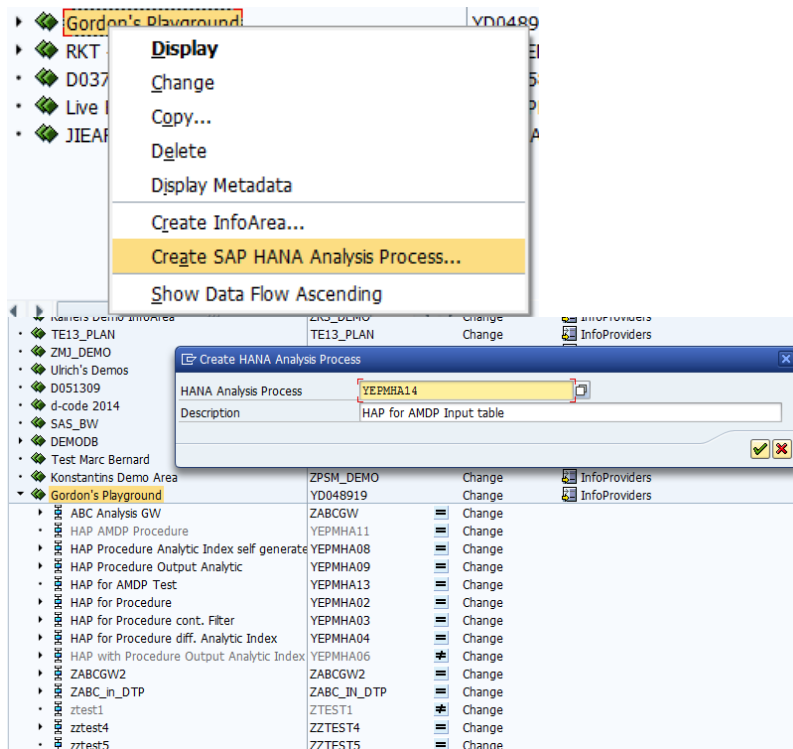 Gordon's Playground YD04891
Display
RKT
Change
D037
Copy...
Live
Delete
Display Metadata
Create InfoArea...
Create SAP HANA Analysis Process...
Show Data Flow Ascending
Change InfoProviders
TE13_PLAN TE13_PLAN Change InfoProviders
ZMJ_DEMO
Ulrich's Demos
D051309
d-code 2014
SAS_BW
DEMODB
Test Marc Bernard
Create HANA Analysis Process
HANA Analysis Process YEPMHA14
Description HAP for AMDP Input table
Konstantins Demo Area ZPSM_DEMO Change InfoProviders
Gordon's Playground YD048919 Change InfoProviders
ABC Analysis GW ZABCGW = Change
HAP AMDP Procedure YEPMHA11 = Change
HAP Procedure Analytic Index self generate YEPMHA08 = Change
HAP Procedure Output Analytic YEPMHA09 = Change
HAP for AMDP Test YEPMHA13 = Change
HAP for Procedure YEPMHA02 = Change
HAP for Procedure cont. Filter YEPMHA03 = Change
HAP for Procedure diff. Analytic Index YEPMHA04 = Change
HAP with Procedure Output Analytic Index YEPMHA06 ≠ Change
ZABCGW2 ZABCGW2 = Change
ZABC_in_DTP ZABC_IN_DTP = Change
ztest1 ZTEST1 ≠ Change
zztest4 ZZTEST4 = Change
zztest5 ZZTEST5 = Change